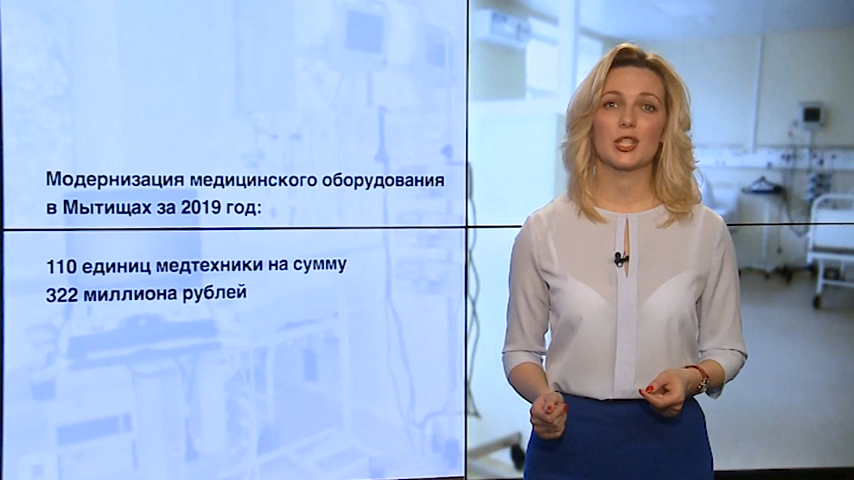 Модернизация медицинского оборудования
в Мытищах за 2019 год:
110 единиц медтехники на сумму
322 миллиона рублей